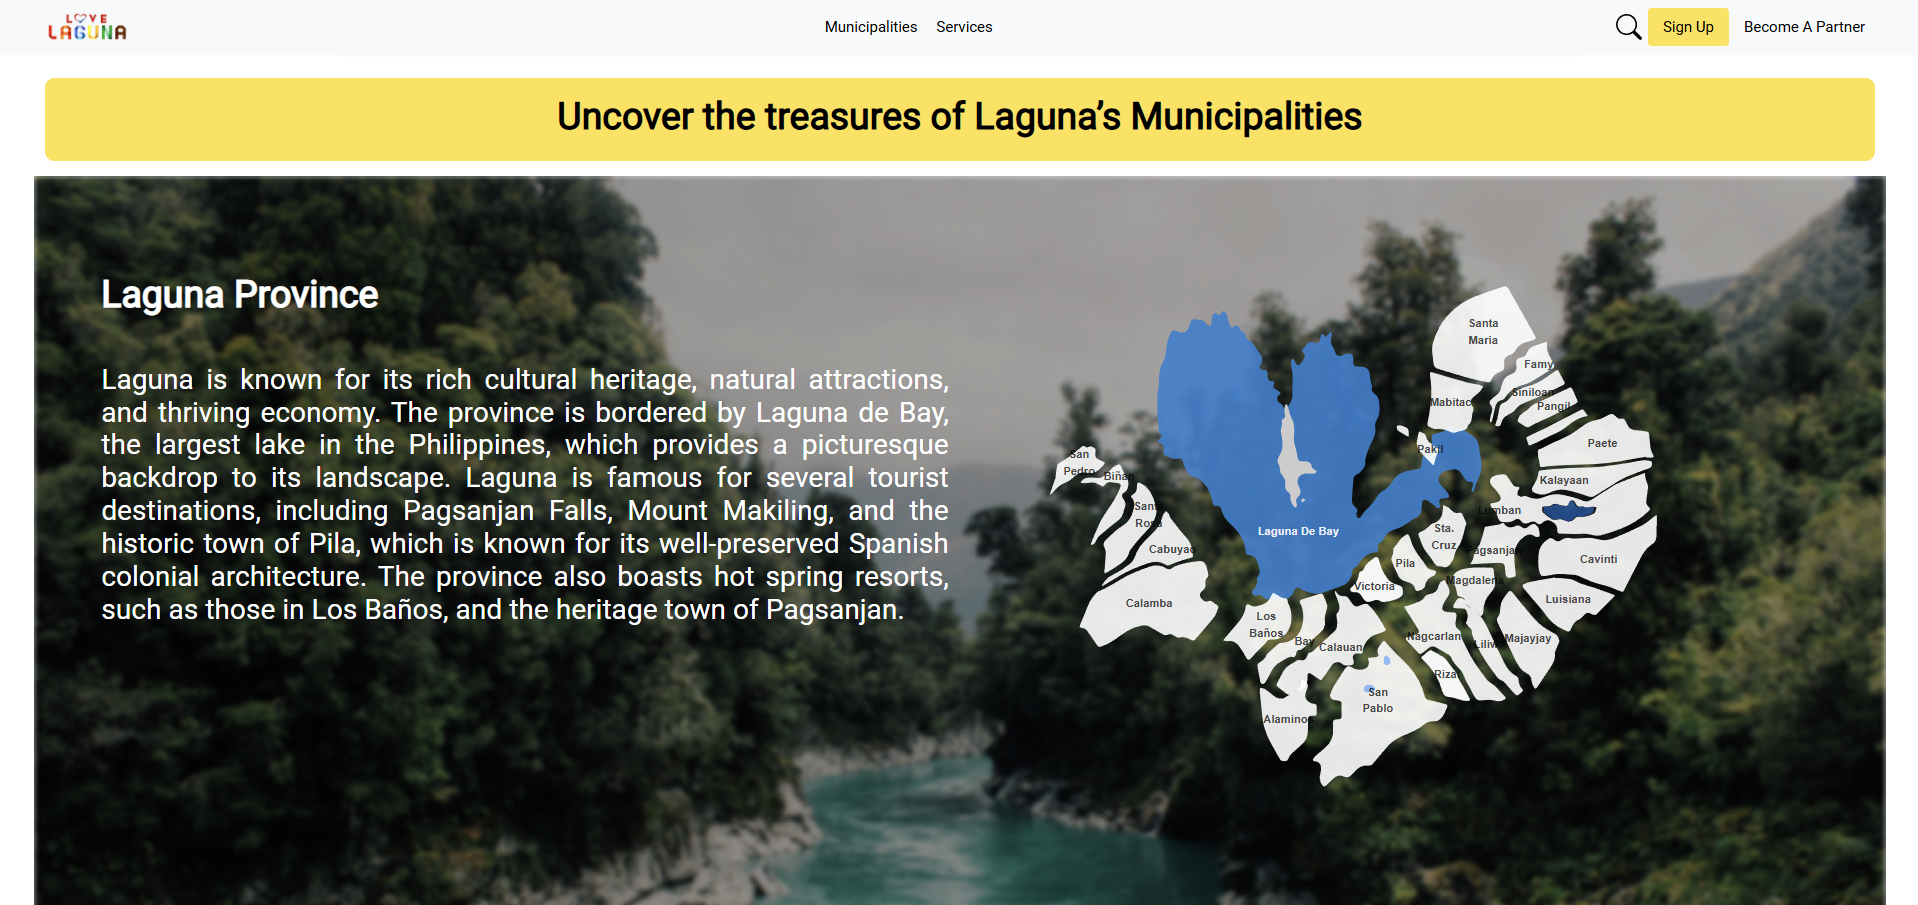 LOVE
LAGUNA
Municipalities Services
Sign Up Become A Partner
Uncover the treasures of Laguna’s Municipalities
Laguna Province
Laguna is known for its rich cultural heritage, natural attractions,
and thriving economy. The province is bordered by Laguna de Bay,
the largest lake in the Philippines, which provides a picturesque
backdrop to its landscape. Laguna is famous for several tourist
destinations, including Pagsanjan Falls, Mount Makiling, and the
historic town of Pila, which is known for its well-preserved Spanish
colonial architecture. The province also boasts hot spring resorts,
such as those in Los Baños, and the heritage town of Pagsanjan.
Santa
Maria
Famy
Siniloan
Mabitac
Pangil
Paete
Pakil
San
Pedro
Biñan
Kalayaan
Santa
Rosa
Lumban
Laguna De Bay
Sta.
Cruz
Cabuyao
Pagsanjan
Cavinti
Pila
Magdalena
Victoria
Calamba
Luisiana
Los
Baños
Bay
Calauan
Nagcarlan
Liliw
Majayjay
Rizal
San
Pablo
Alaminos